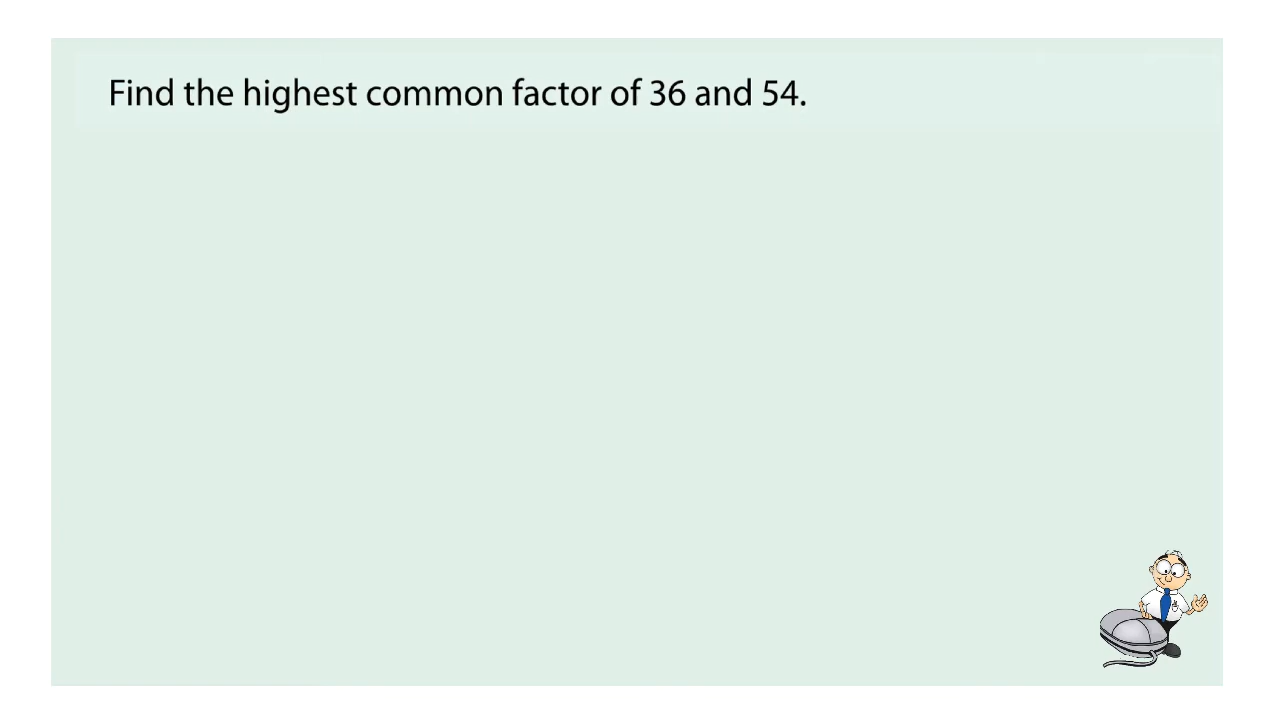 Find the highest common factor of 36 and 54.